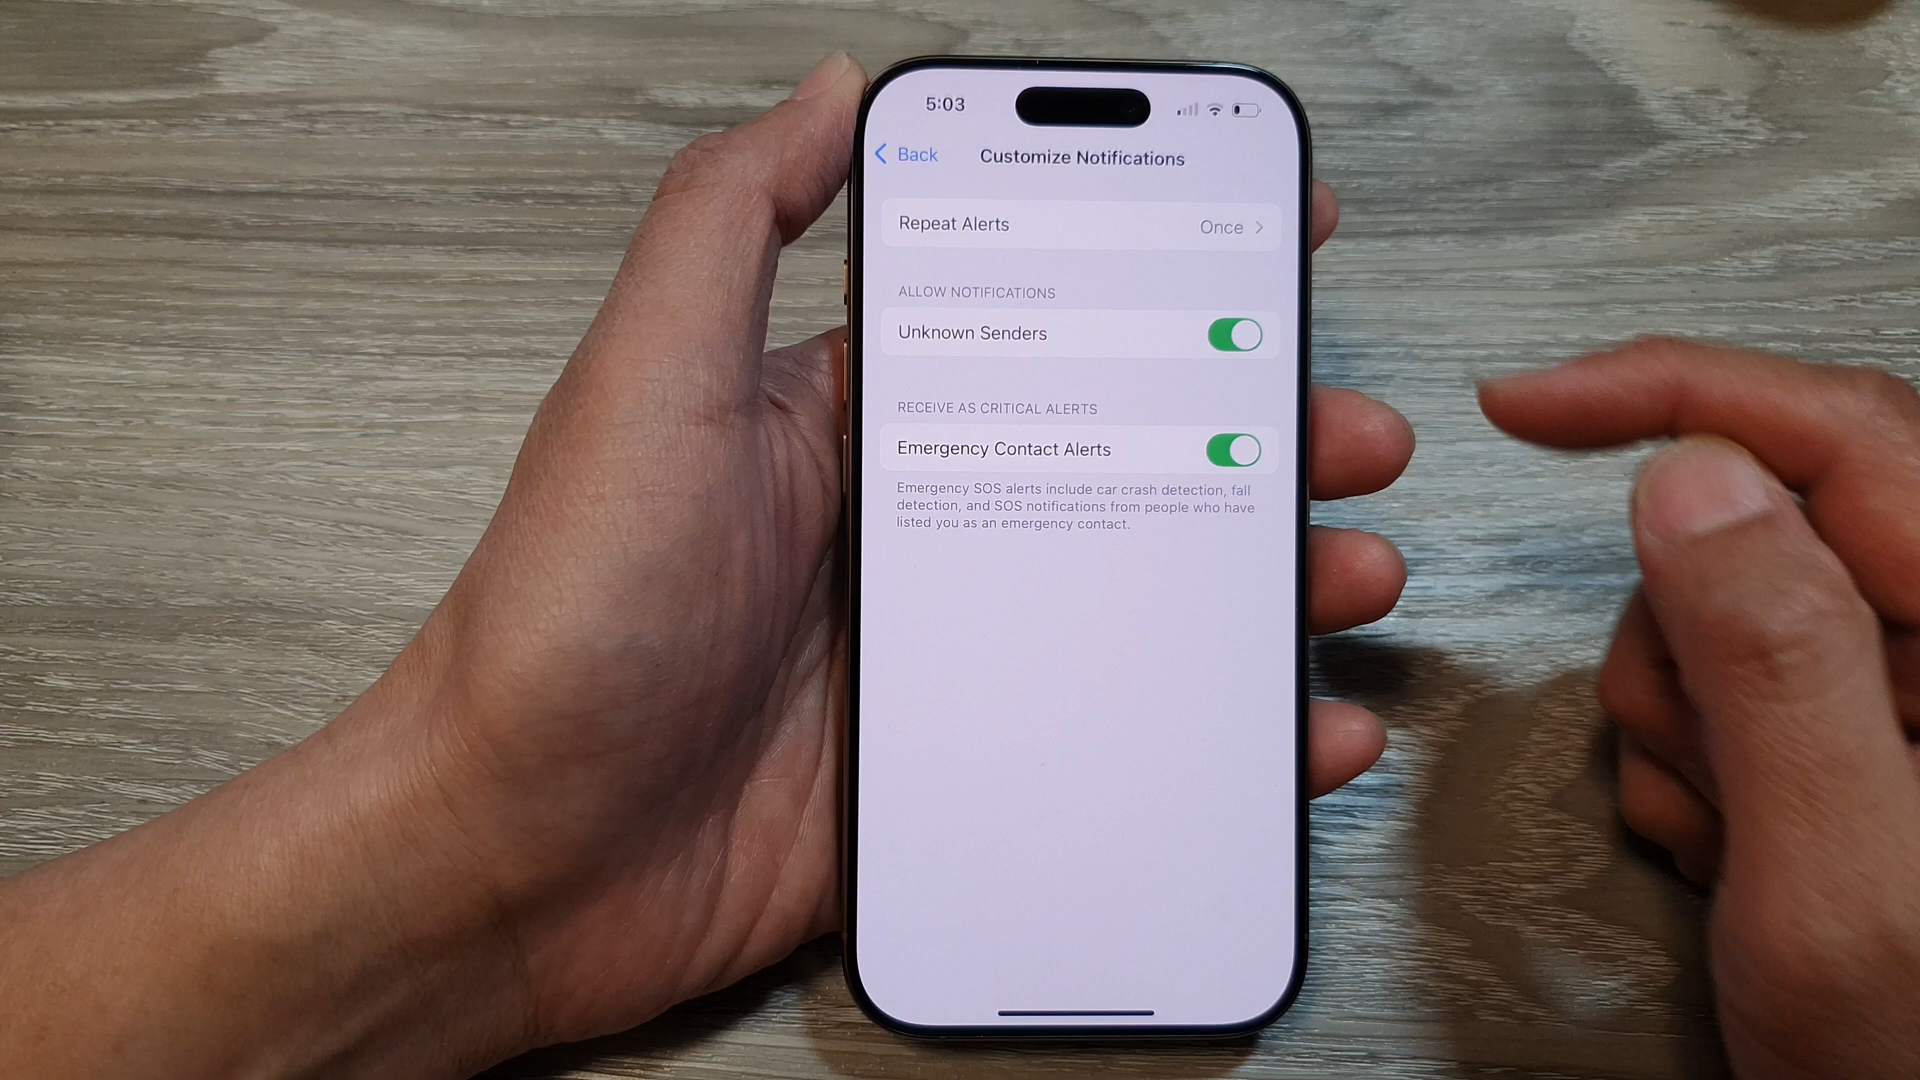 5:03
Back
Customize Notifications
Repeat Alerts
Once
ALLOW NOTIFICATIONS
Unknown Senders
RECEIVE AS CRITICAL ALERTS
Emergency Contact Alerts
Emergency SOS alerts include car crash detection, fall
detection, and SOS notifications from people who have
listed you as an emergency contact.